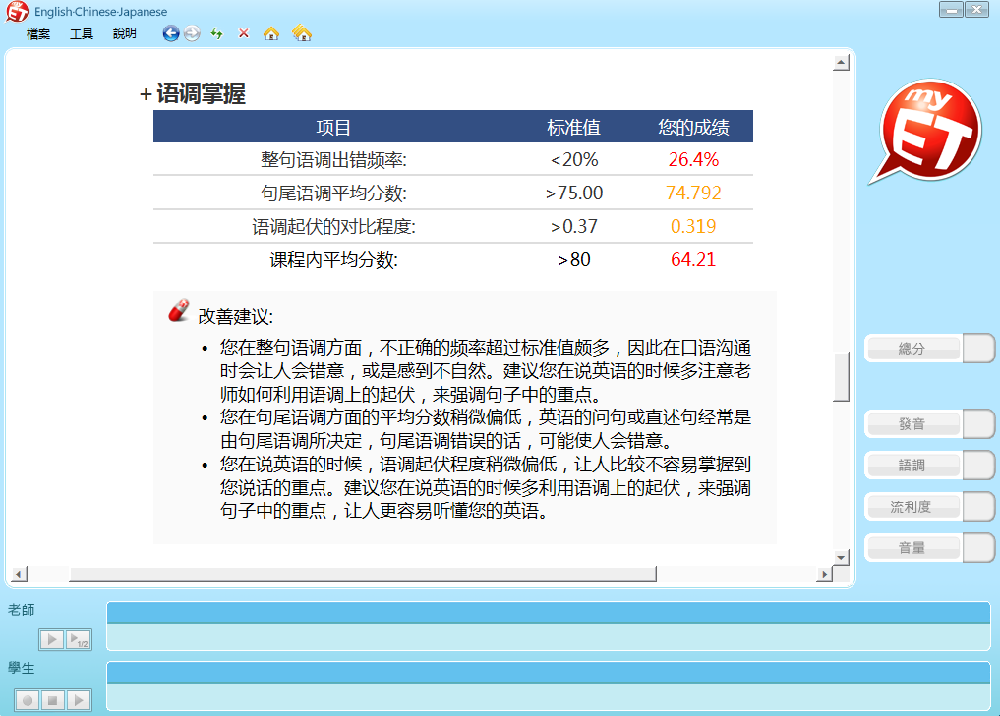 English-Chinese-Japanese
檔案 工具 說明
+ 语调掌握
项目 标准值 您的成绩
整句语调出错频率: <20% 26.4%
句尾语调平均分数: >75.00 74.792
语调起伏的对比程度: >0.37 0.319
课程内平均分数: >80 64.21
改善建议:
• 您在整句语调方面，不正确的频率超过标准值颇多，因此在口语沟通
时会让人会错意，或是感到不自然。建议您在说英语的时候多注意老
师如何利用语调上的起伏，来强调句子中的重点。
• 您在句尾语调方面的平均分数稍微偏低，英语的问句或直述句经常是
由句尾语调所决定，句尾语调错误的话，可能使人会错意。
• 您在说英语的时候，语调起伏程度稍微偏低，让人比较不容易掌握到
您说话的重点。建议您在说英语的时候多利用语调上的起伏，来强调
句子中的重点，让人更容易听懂您的英语。
my
ET
總分
發音
語調
流利度
音量
老師
1/2
學生